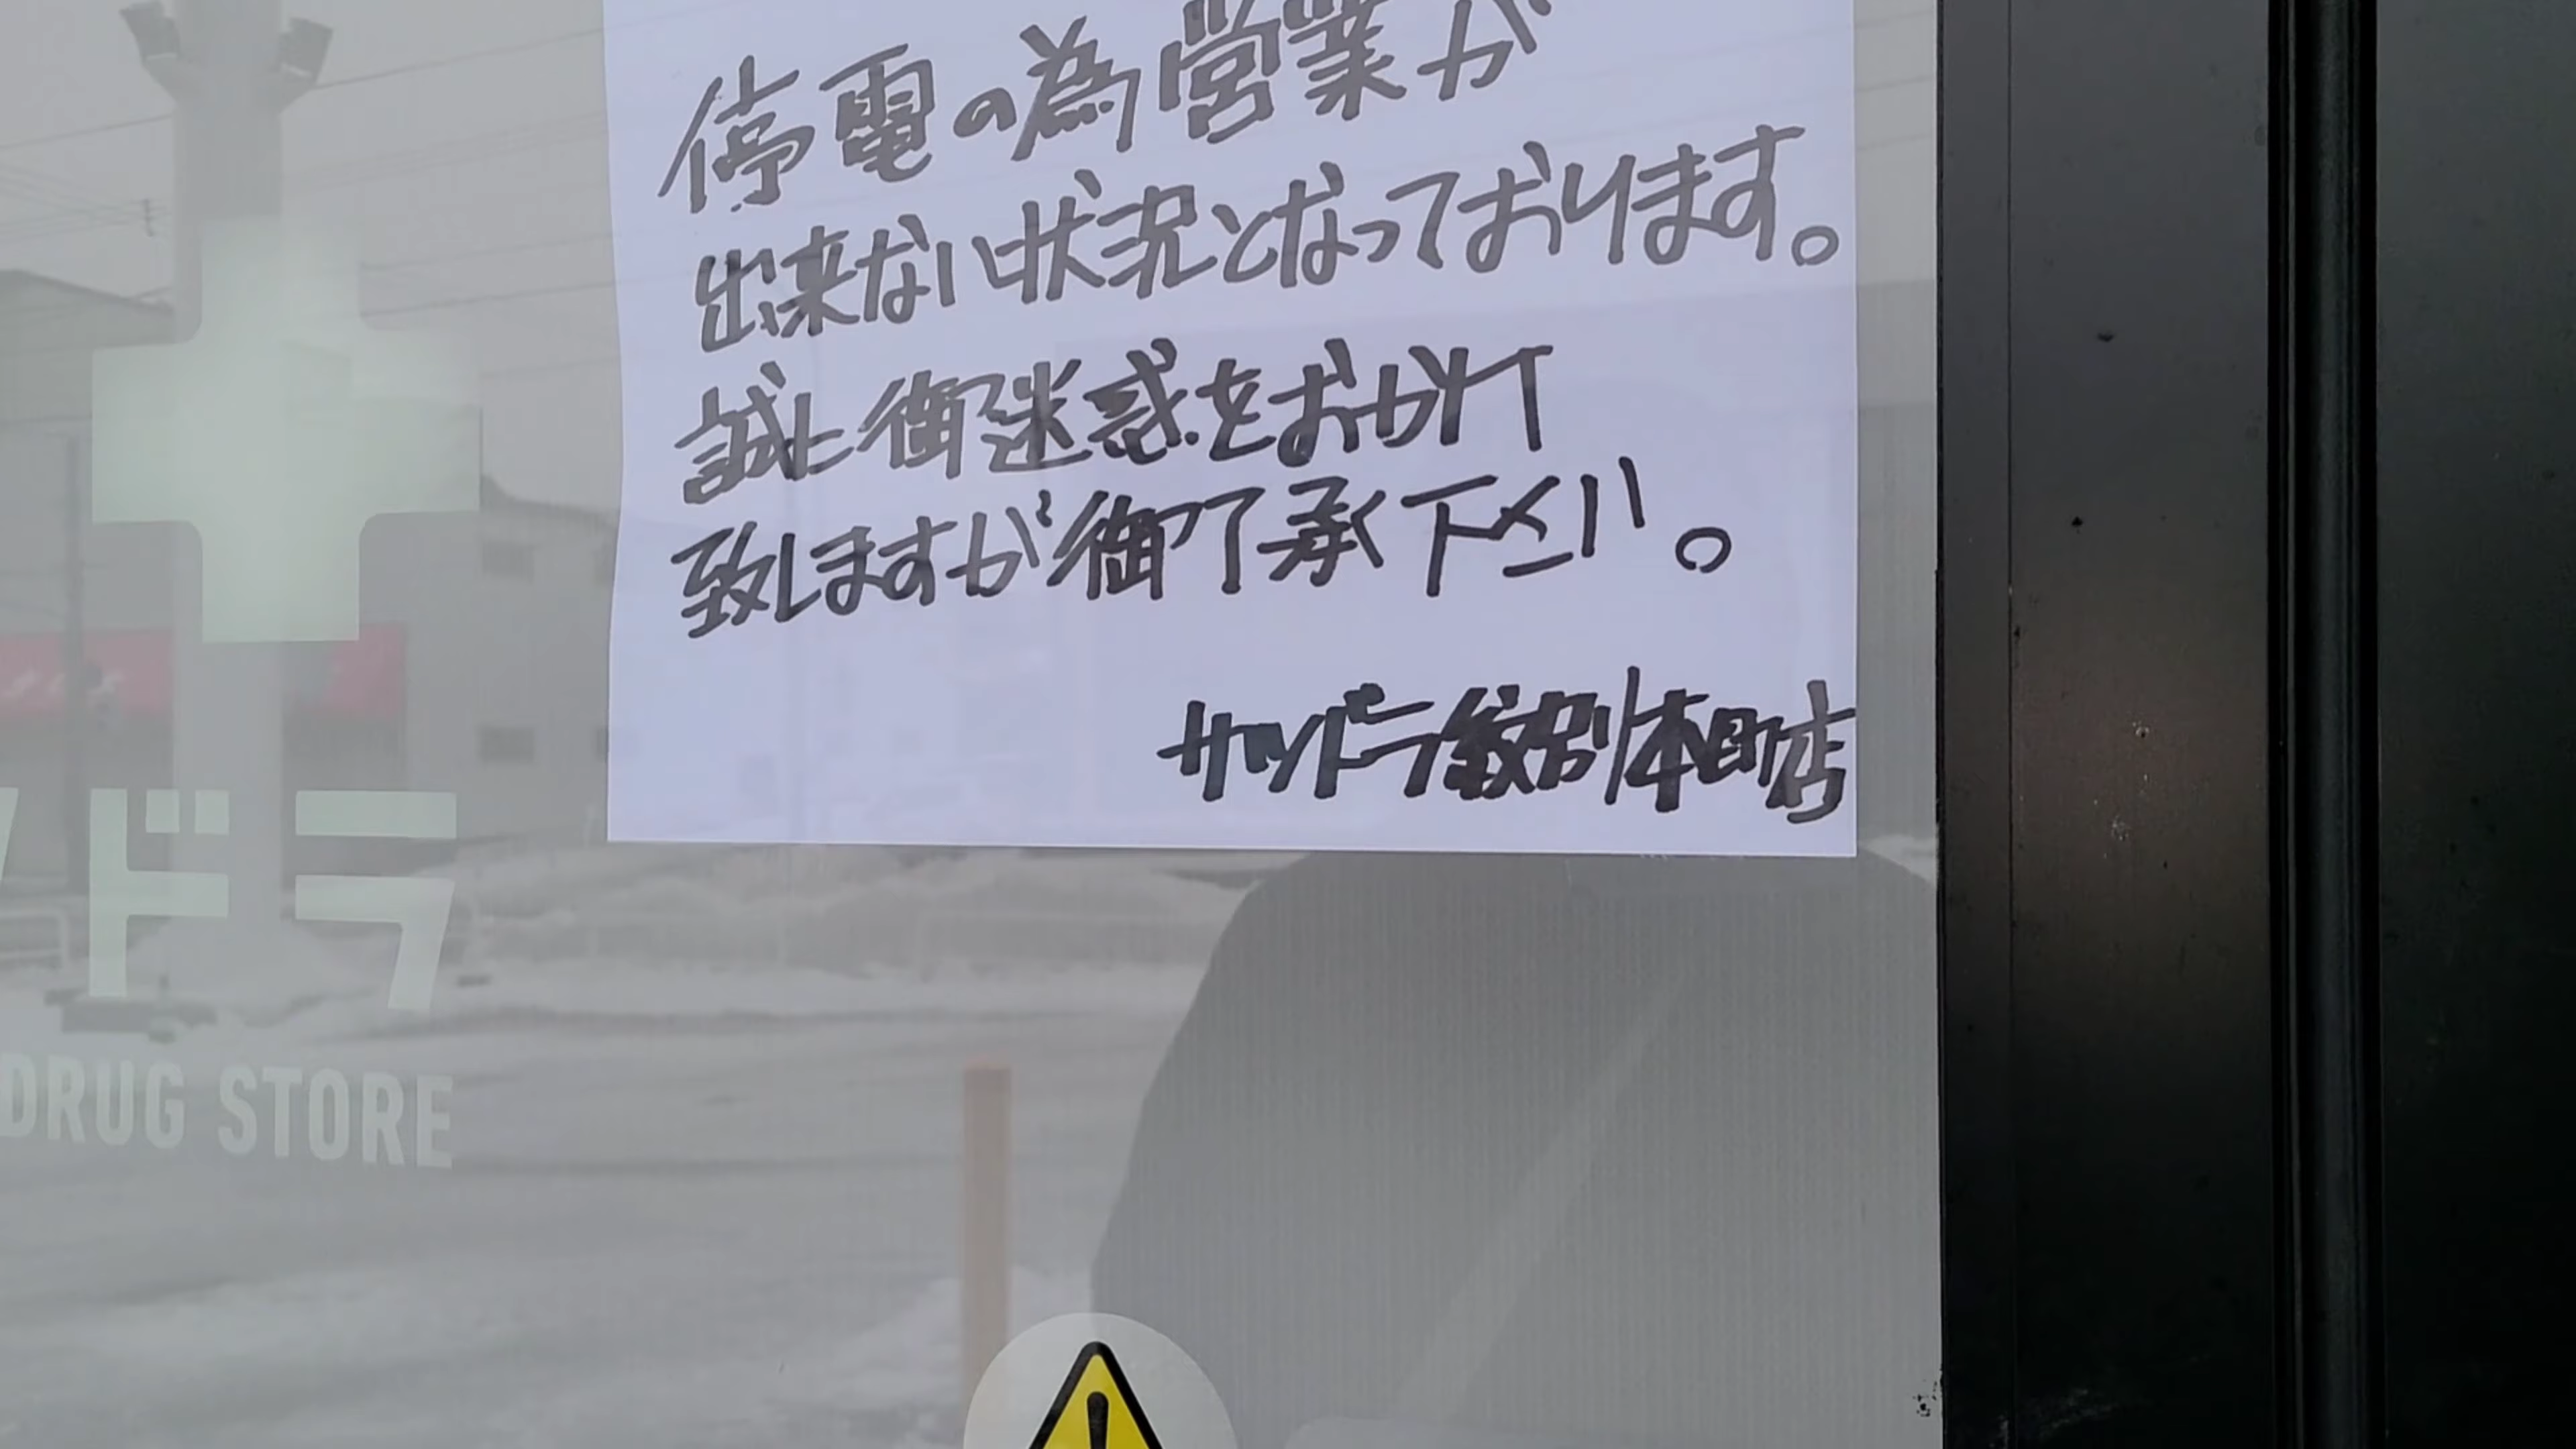 停電の為営業が
出来ない状況となっております。
誠に御迷惑をおかけ
致しますが御了承下さい。
サツドラ紋別本町店
ツドラ
DRUG STORE